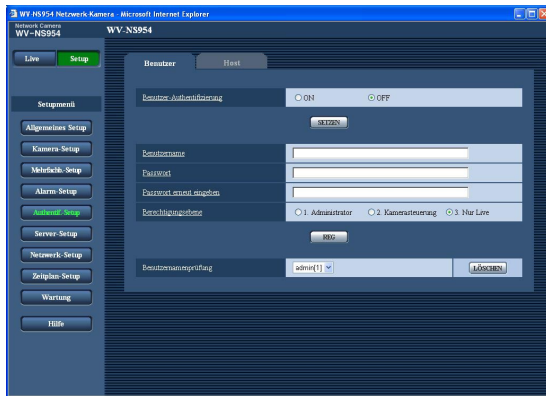 WV-NS954 Netzwerk-Kamera - Microsoft Internet Explorer
Network Camera
WV-NS954
WV-NS954
Live
Setup
Setupmenü
Allgemeines Setup
Kamera-Setup
Mehrfachb.-Setup
Alarm-Setup
Authentif.-Setup
Server-Setup
Netzwerk-Setup
Zeitplan-Setup
Wartung
Hilfe
Benutzer
Host
Benutzer-Authentifizierung
ON
OFF
SETZEN
Benutzername
Passwort
Passwort erneut eingeben
Berechtigungsebene
1. Administrator
2. Kamerasteuerung
3. Nur Live
REG
Benutzernamenprüfung
admin[1]
LÖSCHEN